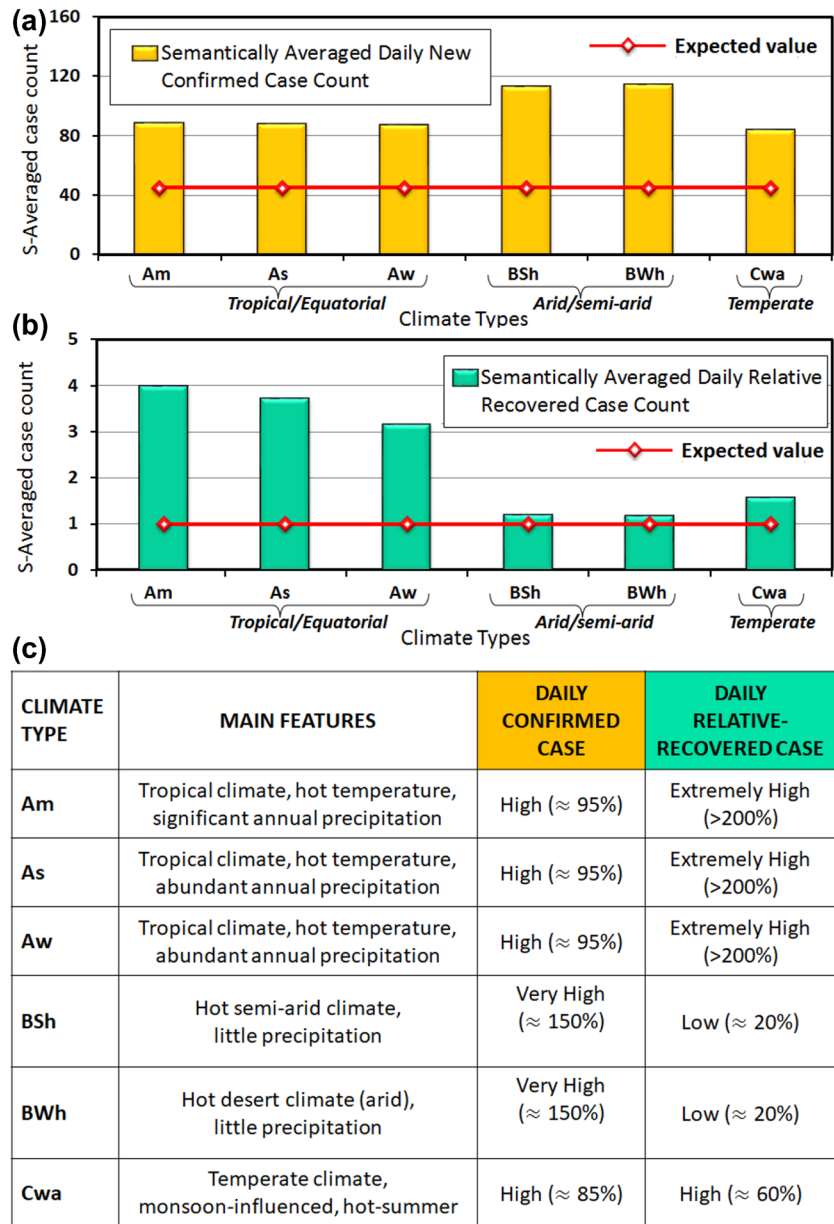 (a)
160
120
80
40
0
S-Averaged case count
Semantically Averaged Daily New
Confirmed Case Count
Expected value
Am As Aw BSh BWh Cwa
Tropical/Equatorial Arid/semi-arid Temperate
Climate Types
(b)
5
4
3
2
1
0
S-Averaged case count
Semantically Averaged Daily Relative
Recovered Case Count
Expected value
Am As Aw BSh BWh Cwa
Tropical/Equatorial Arid/semi-arid Temperate
Climate Types
(c)
CLIMATE
TYPE
MAIN FEATURES
DAILY
CONFIRMED
CASE
DAILY
RELATIVE-
RECOVERED CASE
Am
Tropical climate, hot temperature,
significant annual precipitation
High (≈ 95%)
Extremely High
(>200%)
As
Tropical climate, hot temperature,
abundant annual precipitation
High (≈ 95%)
Extremely High
(>200%)
Aw
Tropical climate, hot temperature,
abundant annual precipitation
High (≈ 95%)
Extremely High
(>200%)
BSh
Hot semi-arid climate,
little precipitation
Very High
(≈ 150%)
Low (≈ 20%)
BWh
Hot desert climate (arid),
little precipitation
Very High
(≈ 150%)
Low (≈ 20%)
Cwa
Temperate climate,
monsoon-influenced, hot-summer
High (≈ 85%)
High (≈ 60%)